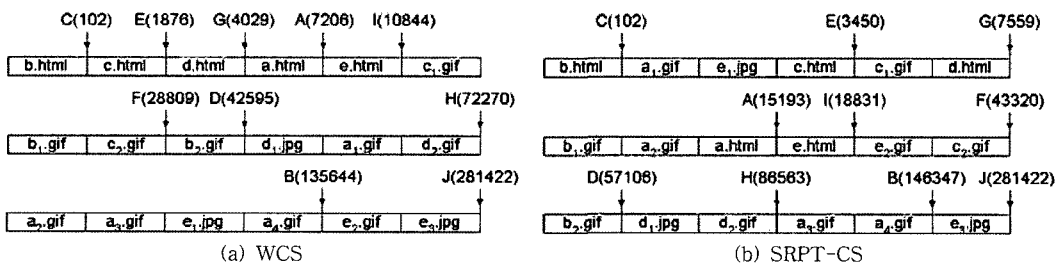 C(102) E(1876) G(4029) A(7206) I(10844)
b.html c.html d.html a.html e.html c₁.gif
F(28809) D(42595) H(72270)
b₁.gif c₂.gif b₂.gif d₁.jpg a₁.gif d₂.gif
B(135644) J(281422)
a₂.gif a₃.gif e₁.jpg a₄.gif e₂.gif e₃.jpg
(a) WCS
C(102) E(3450) G(7559)
b.html a₁.gif e₁.jpg c.html c₁.gif d.html
A(15193) I(18831) F(43320)
b₁.gif a₂.gif a.html e.html e₂.gif c₂.gif
D(57106) H(86563) B(146347) J(281422)
b₂.gif d₁.jpg d₂.gif a₃.gif a₄.gif e₃.jpg
(b) SRPT-CS